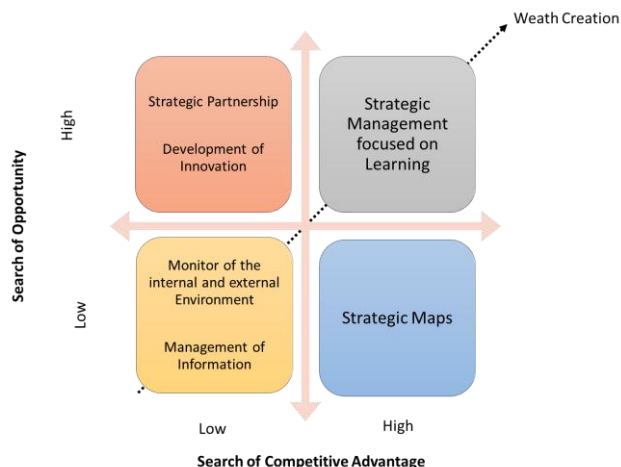 Weath Creation
Strategic Partnership
Development of
Innovation
Strategic
Management
focused on
Learning
High
Search of Opportunity
Low
Monitor of the
internal and external
Environment
Management of
Information
Strategic Maps
Low
High
Search of Competitive Advantage